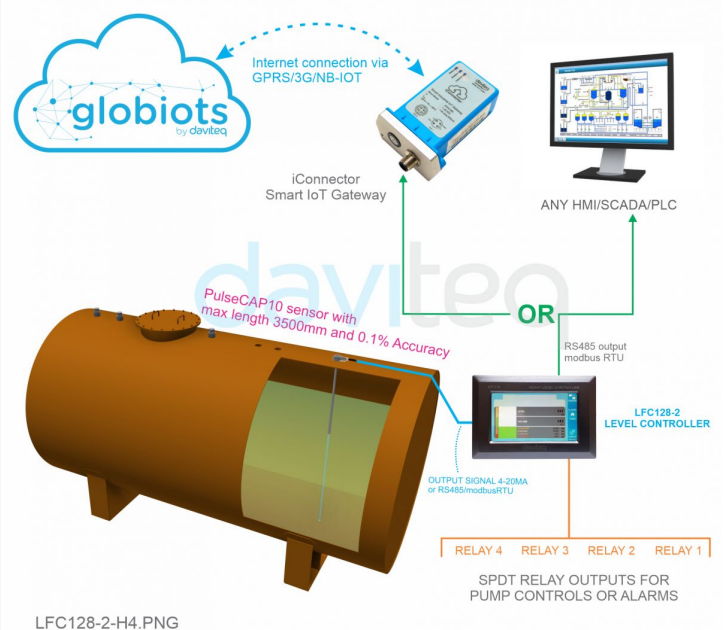 globiots
by daviteq
Internet connection via
GPRS/3G/NB-IOT
iConnector
Smart IoT Gateway
ANY HMI/SCADA/PLC
daviteq
PulseCAP10 sensor with
max length 3500mm and 0.1% Accuracy
OR
RS485 output
modbus RTU
LFC128-2
LEVEL CONTROLLER
OUTPUT SIGNAL 4-20MA
or RS485/modbusRTU
RELAY 4 RELAY 3 RELAY 2 RELAY 1
SPDT RELAY OUTPUTS FOR
PUMP CONTROLS OR ALARMS
LFC128-2-H4.PNG